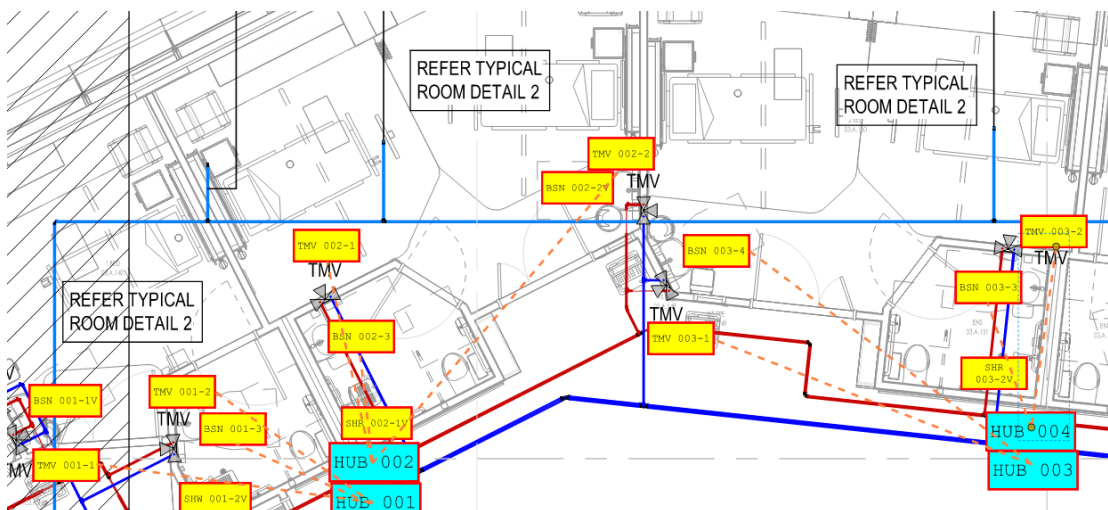 REFER TYPICAL
ROOM DETAIL 2
REFER TYPICAL
ROOM DETAIL 2
TMV 002-2
TMV
BSN 002-2V
TMV 002-1
TMV
BSN 003-4
TMV 003-2
TMV
BSN 003-3
REFER TYPICAL
ROOM DETAIL 2
BSN 002-3
TMV 003-1
TMV
SHR
003-2V
TMV 001-2
BSN 001-1V
TMV
BSN 001-3
SHR 002-1V
HUB 004
HUB 003
TMV 001-1
HUB 002
SHW 001-2V
HUB 001